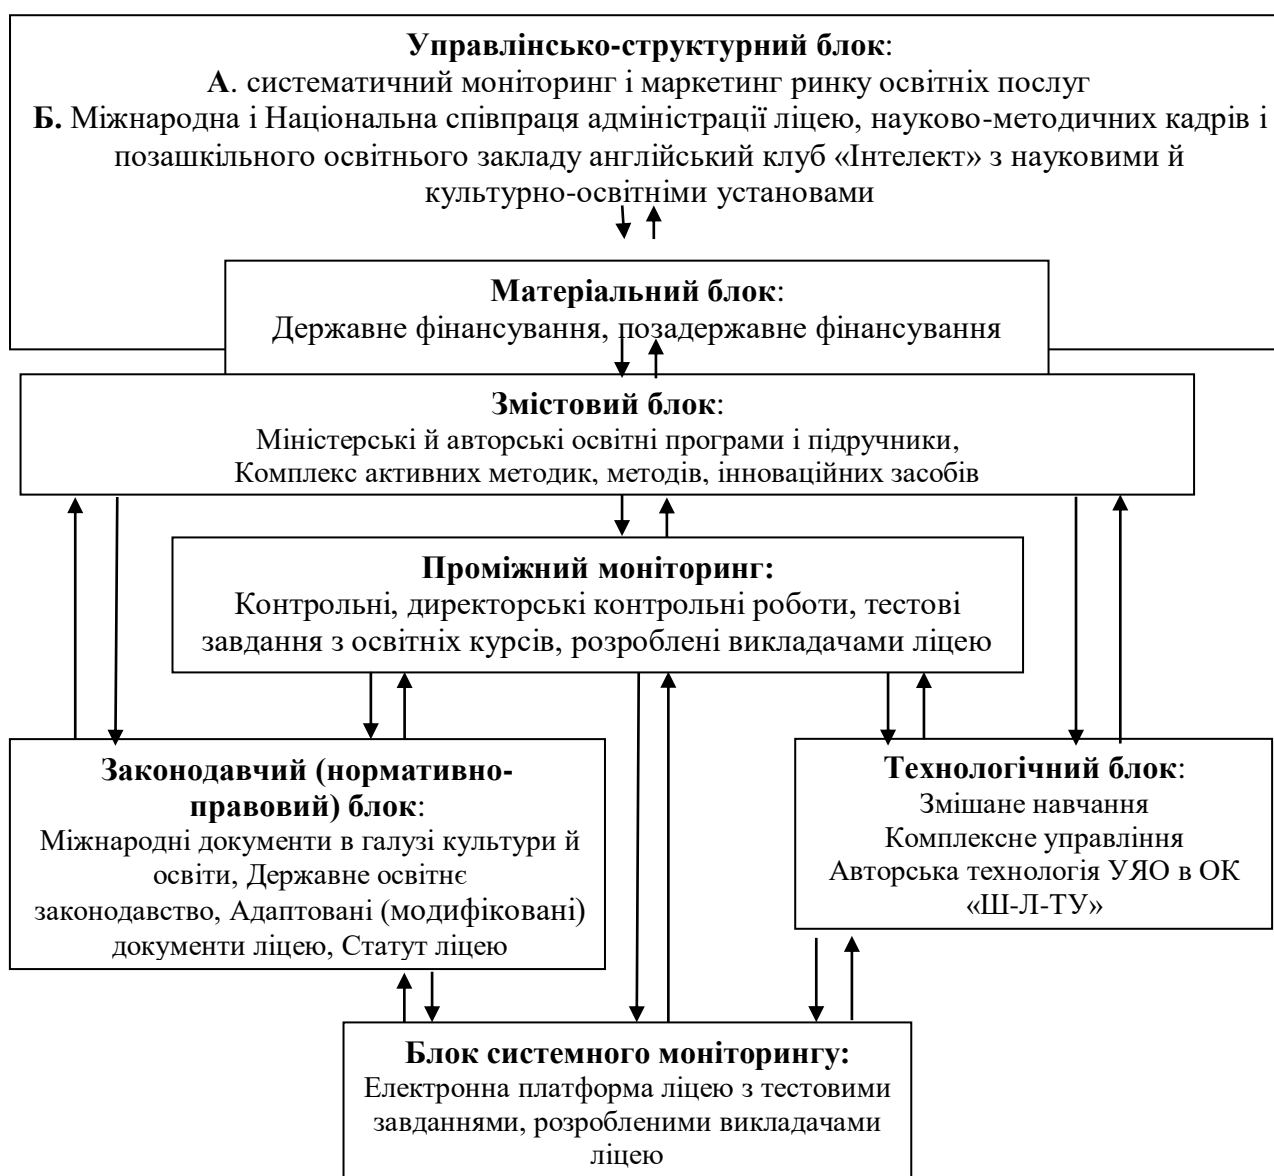 Управлінсько-структурний блок:
А. систематичний моніторинг і маркетинг ринку освітніх послуг
Б. Міжнародна і Національна співпраця адміністрації ліцею, науково-методичних кадрів і
позашкільного освітнього закладу англійський клуб «Інтелект» з науковими й
культурно-освітніми установами
Матеріальний блок:
Державне фінансування, позадержавне фінансування
Змістовий блок:
Міністерські й авторські освітні програми і підручники,
Комплекс активних методик, методів, інноваційних засобів
Проміжний моніторинг:
Контрольні, директорські контрольні роботи, тестові
завдання з освітніх курсів, розроблені викладачами ліцею
Законодавчий (нормативно-
правовий) блок:
Міжнародні документи в галузі культури й
освіти, Державне освітнє
законодавство, Адаптовані (модифіковані)
документи ліцею, Статут ліцею
Технологічний блок:
Змішане навчання
Комплексне управління
Авторська технологія УЯО в ОК
«Ш-Л-ТУ»
Блок системного моніторингу:
Електронна платформа ліцею з тестовими
завданнями, розробленими викладачами
ліцею